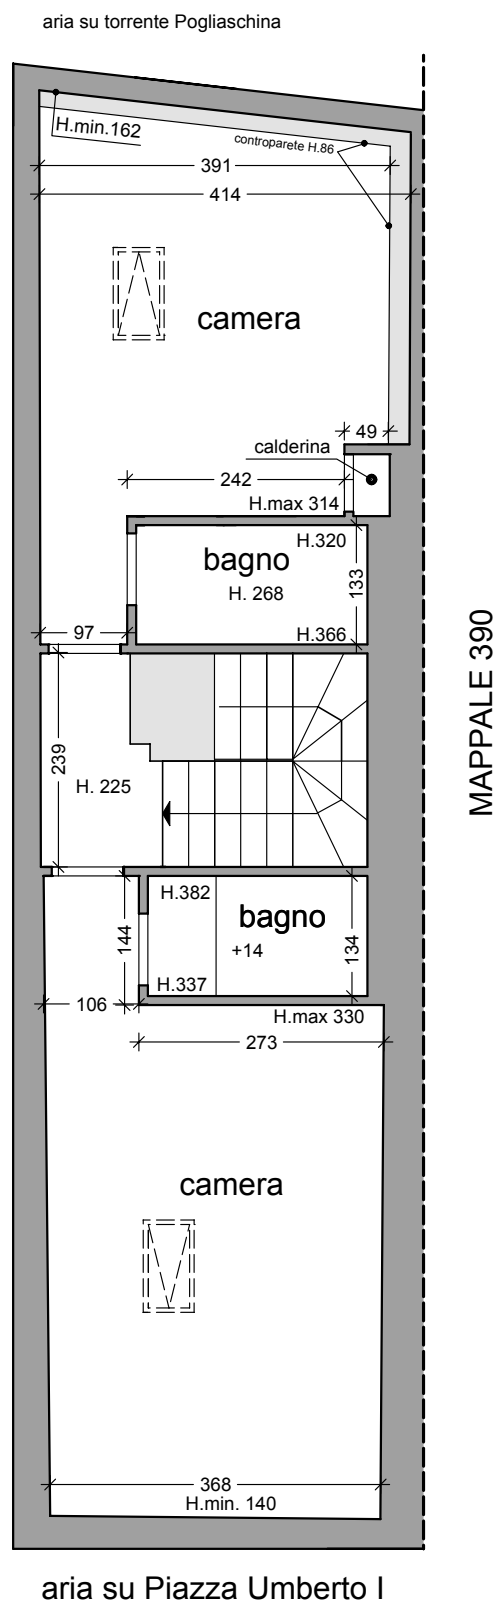 aria su torrente Pogliaschina
H.min.162
controparete H.86
391
414
camera
49
calderina
242
H.max 314
H.320
bagno
H. 268
133
97
H.366
239
H. 225
MAPPALE 390
H.382
bagno
144
+14
134
H.337
106
H.max 330
273
camera
368
H.min. 140
aria su Piazza Umberto I